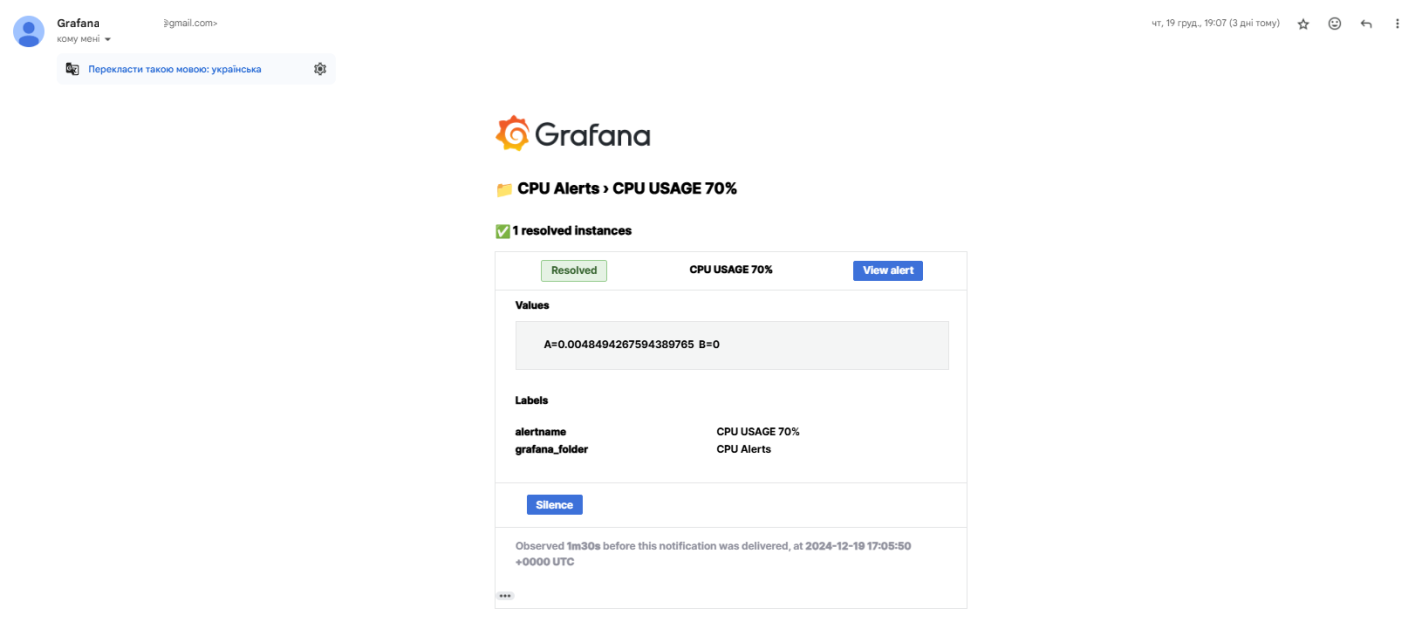 Grafana @gmail.com> чт, 19 груд., 19:07 (3 дні тому)
кому мені
Перекласти такою мовою: українська
Grafana
CPU Alerts › CPU USAGE 70%
1 resolved instances
Resolved CPU USAGE 70% View alert
Values
A=0.0048494267594389765 B=0
Labels
alertname CPU USAGE 70%
grafana_folder CPU Alerts
Silence
Observed 1m30s before this notification was delivered, at 2024-12-19 17:05:50
+0000 UTC